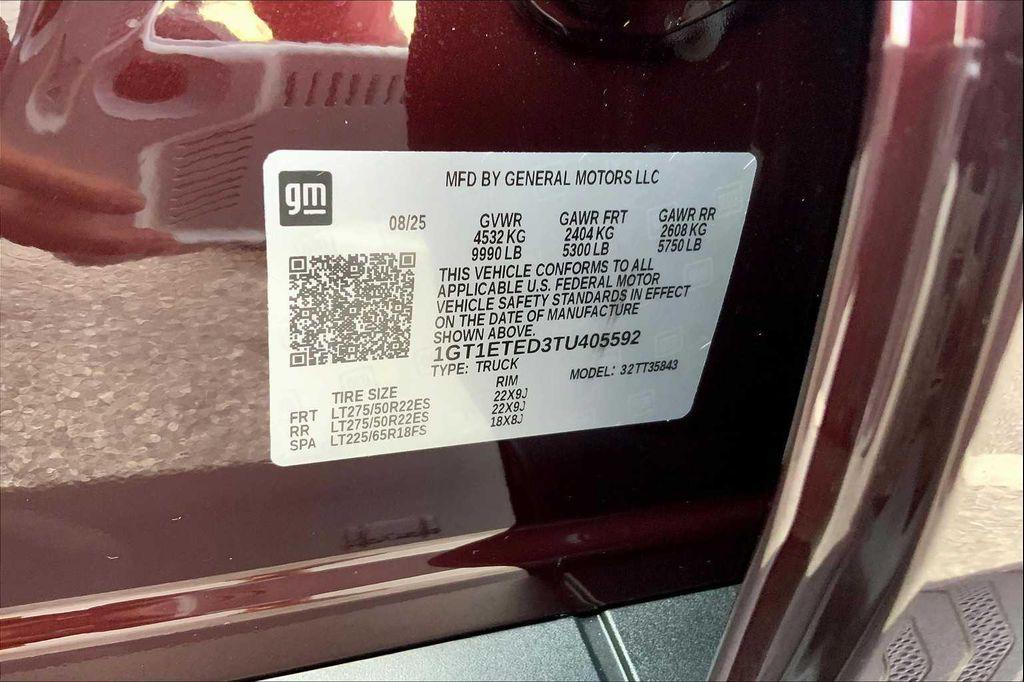 gm
MFD BY GENERAL MOTORS LLC
08/25 GVWR GAWR FRT GAWR RR
4532 KG 2404 KG 2608 KG
9990 LB 5300 LB 5750 LB
THIS VEHICLE CONFORMS TO ALL
APPLICABLE U.S. FEDERAL MOTOR
VEHICLE SAFETY STANDARDS IN EFFECT
ON THE DATE OF MANUFACTURE
SHOWN ABOVE.
1GT1ETED3TU405592
TYPE: TRUCK MODEL: 32TT35843
TIRE SIZE RIM
FRT LT275/50R22ES 22X9J
RR LT275/50R22ES 22X9J
SPA LT225/65R18FS 18X8J